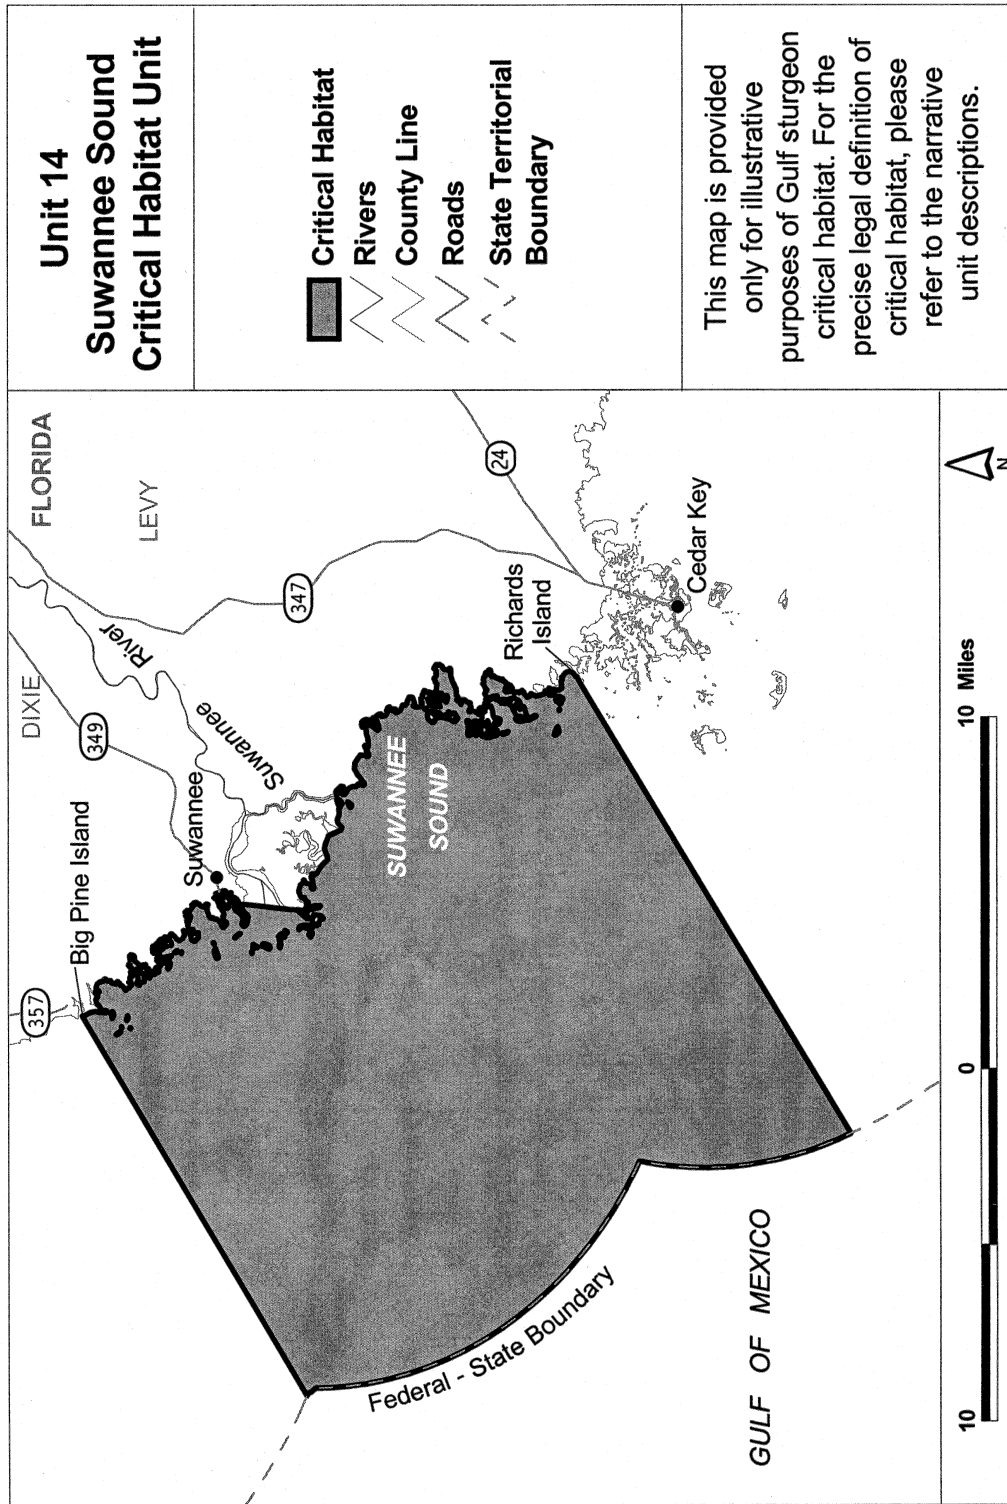 Unit 14
Suwannee Sound
Critical Habitat Unit
Critical Habitat
Rivers
County Line
Roads
State Territorial
Boundary
This map is provided
only for illustrative
purposes of Gulf sturgeon
critical habitat. For the
precise legal definition of
critical habitat, please
refer to the narrative
unit descriptions.
357
Big Pine Island
DIXIE
349
Suwannee
Suwannee
River
FLORIDA
LEVY
347
24
SUWANNEE
SOUND
Richards
Island
Cedar Key
Federal - State Boundary
GULF OF MEXICO
10
0
10 Miles
N